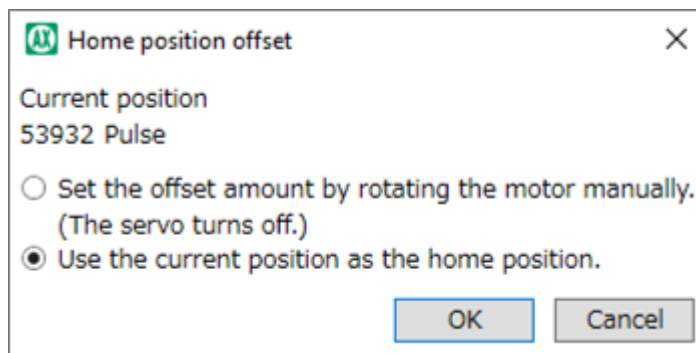 AX Home position offset
Current position
53932 Pulse
Set the offset amount by rotating the motor manually.
(The servo turns off.)
Use the current position as the home position.
OK Cancel